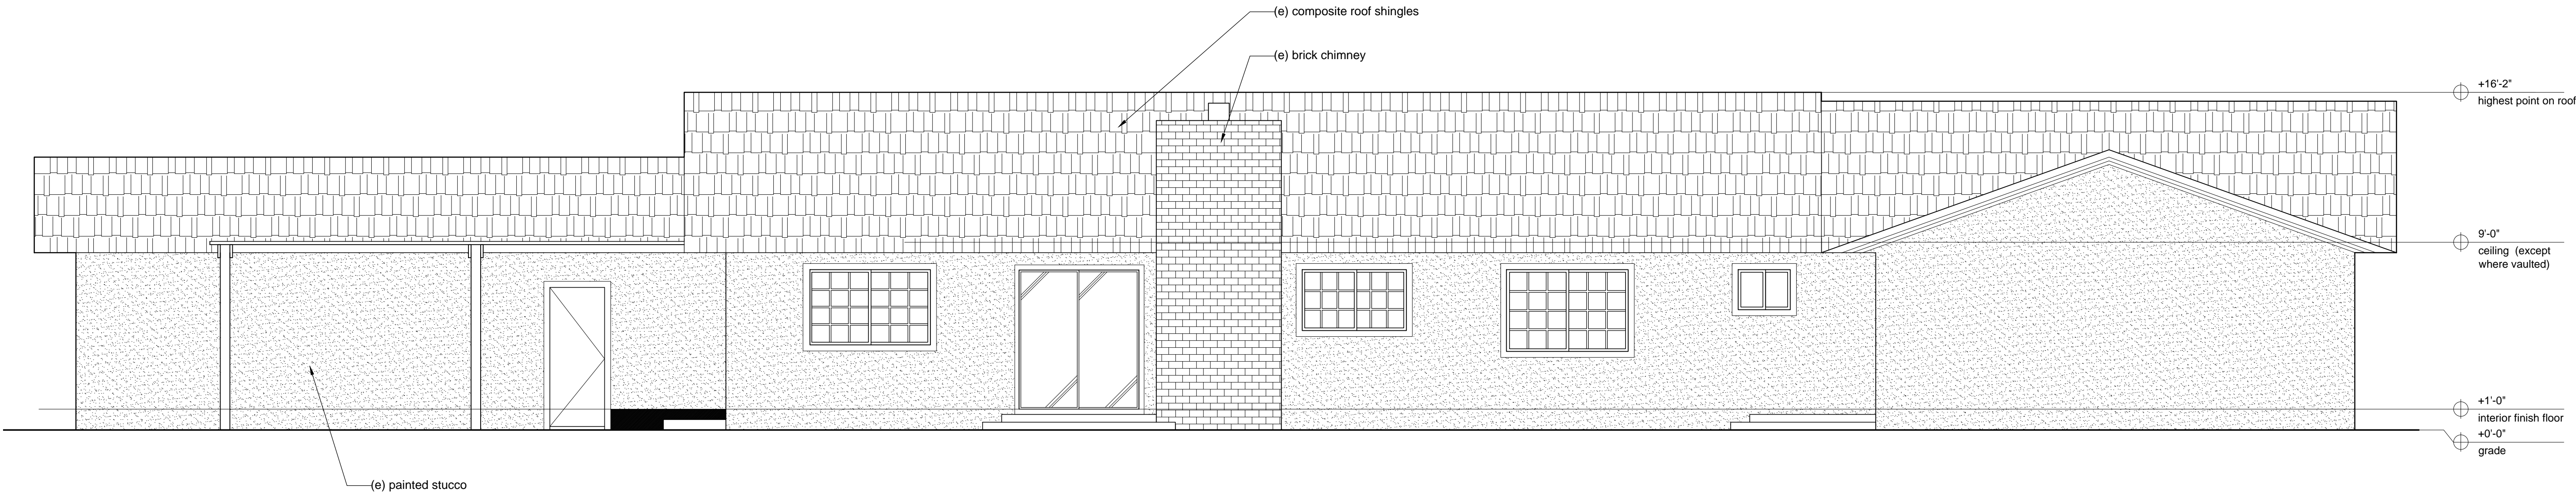 (e) composite roof shingles
(e) brick chimney
+16'-2"
highest point on roof
9'-0"
ceiling (except
where vaulted)
+1'-0"
interior finish floor
+0'-0"
grade
(e) painted stucco